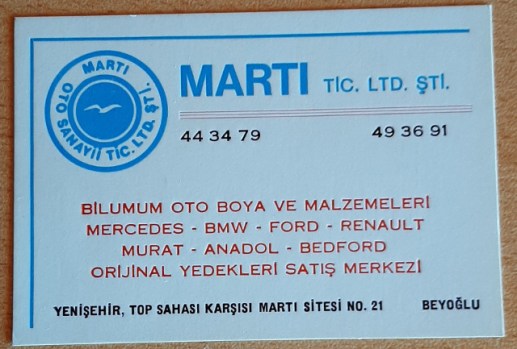 MARTI
OTO SANAYİİ TİC. LTD. ŞTİ.
MARTI TİC. LTD. ŞTİ.
44 34 79 49 36 91
BİLUMUM OTO BOYA VE MALZEMELERİ
MERCEDES - BMW - FORD - RENAULT
MURAT - ANADOL - BEDFORD
ORİJİNAL YEDEKLERİ SATIŞ MERKEZİ
YENİŞEHİR, TOP SAHASI KARŞISI MARTI SİTESİ NO. 21 BEYOĞLU